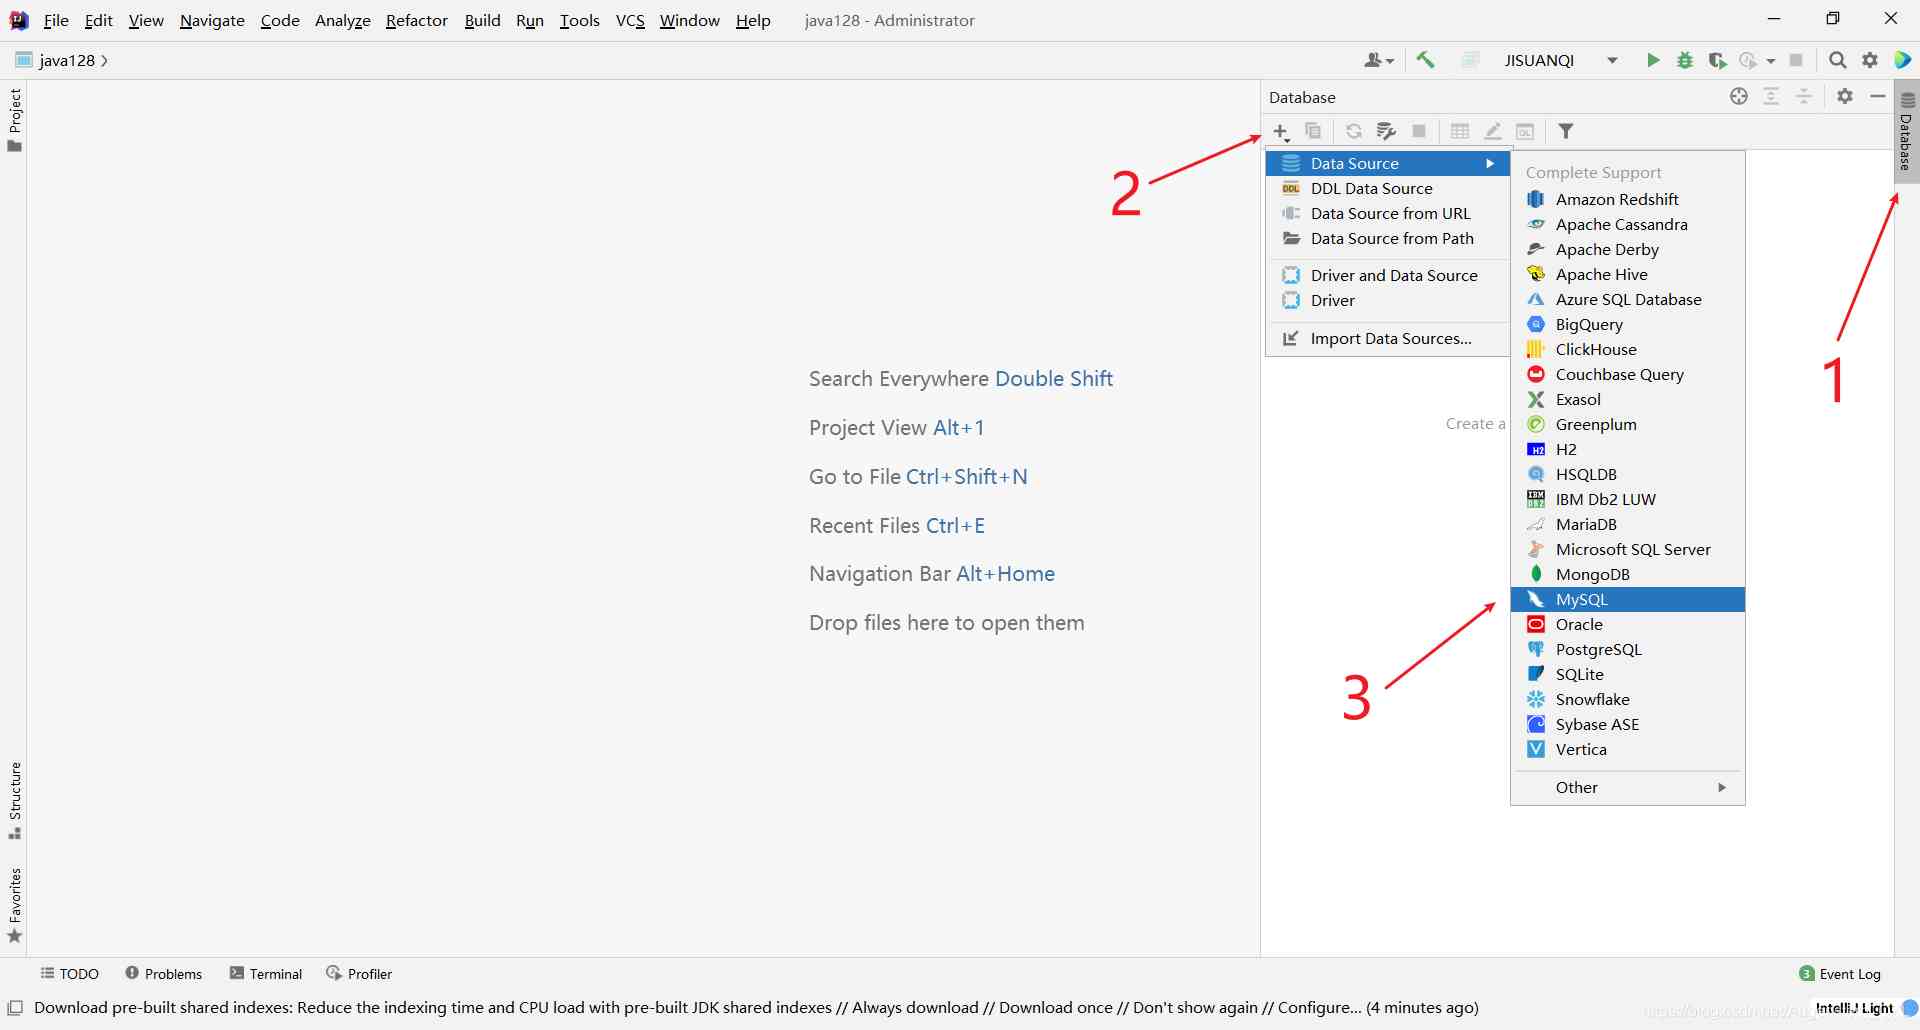 File Edit View Navigate Code Analyze Refactor Build Run Tools VCS Window Help java128 - Administrator
java128
JISUANQI
Project
Database
Database
2
Data Source
DDL Data Source
Data Source from URL
Data Source from Path
Driver and Data Source
Driver
Import Data Sources...
Complete Support
Amazon Redshift
Apache Cassandra
Apache Derby
Apache Hive
Azure SQL Database
BigQuery
ClickHouse
Couchbase Query
Exasol
Greenplum
H2
HSQLDB
IBM Db2 LUW
MariaDB
Microsoft SQL Server
MongoDB
MySQL
Oracle
PostgreSQL
SQLite
Snowflake
Sybase ASE
Vertica
Other
1
Create a
3
Search Everywhere Double Shift
Project View Alt+1
Go to File Ctrl+Shift+N
Recent Files Ctrl+E
Navigation Bar Alt+Home
Drop files here to open them
Structure
Favorites
TODO Problems Terminal Profiler
3 Event Log
Download pre-built shared indexes: Reduce the indexing time and CPU load with pre-built JDK shared indexes // Always download // Download once // Don't show again // Configure... (4 minutes ago)
IntelliJ Light